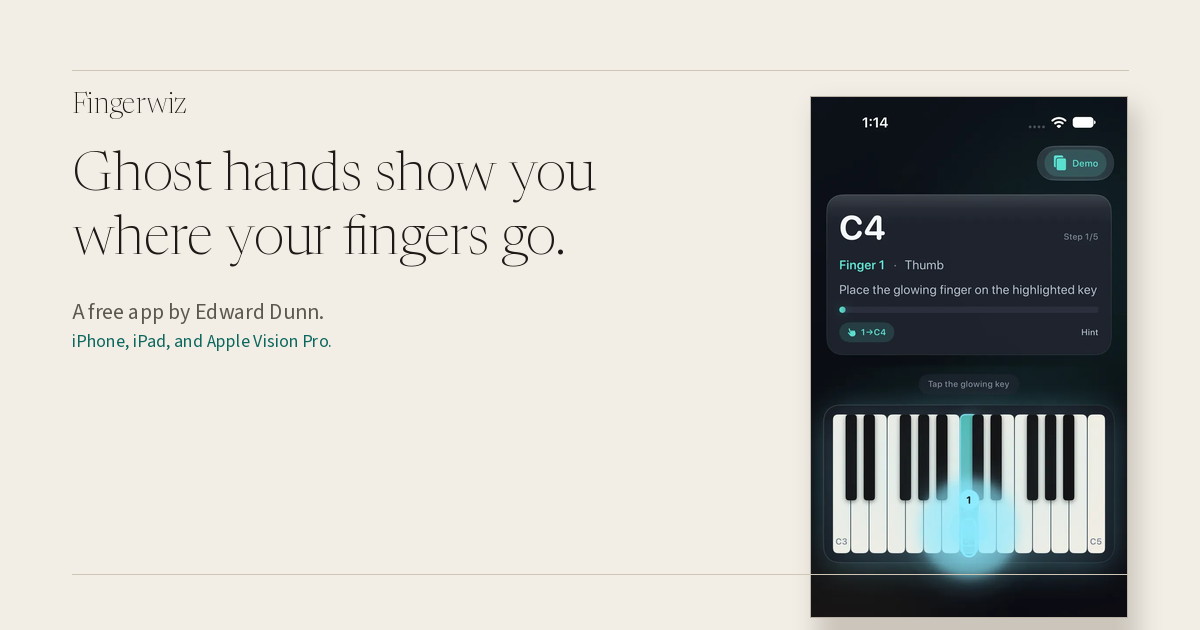 Fingerwiz
Ghost hands show you
where your fingers go.
A free app by Edward Dunn.
iPhone, iPad, and Apple Vision Pro.
1:14
Demo
C4
Step 1/5
Finger 1 · Thumb
Place the glowing finger on the highlighted key
1→C4
Hint
Tap the glowing key
1
C3
C5